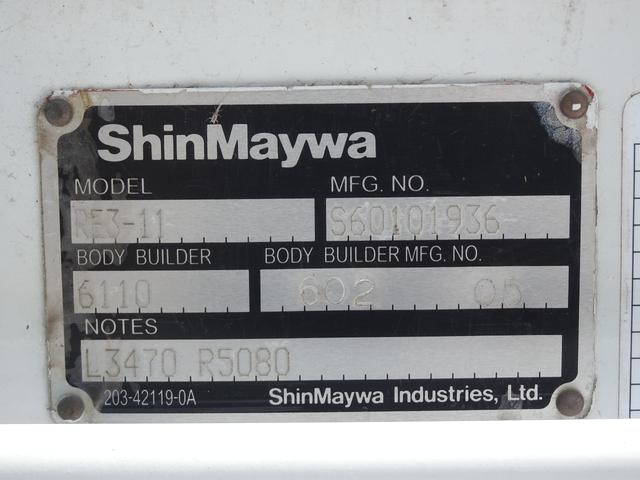 ShinMaywa
MODEL MFG. NO.
RF3-11 S60101936
BODY BUILDER BODY BUILDER MFG. NO.
6110 602 05
NOTES
L3470 R5080
203-42119-0A ShinMaywa Industries, Ltd.